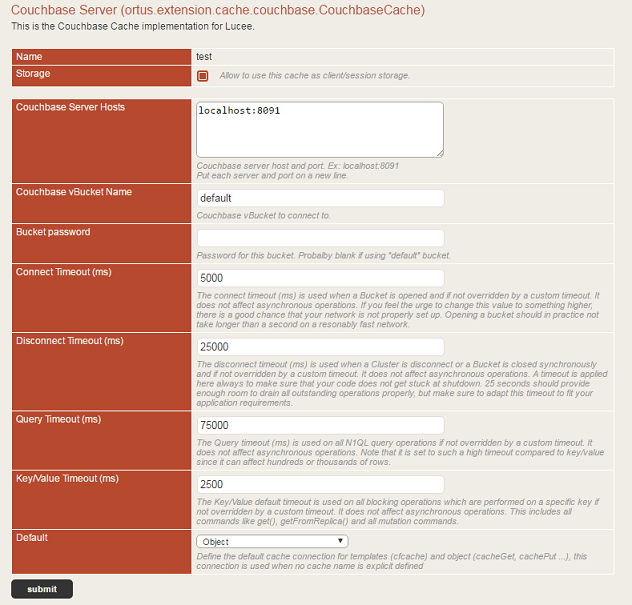 Couchbase Server (ortus.extension.cache.couchbase.CouchbaseCache)
This is the Couchbase Cache implementation for Lucee.
Name test
Storage Allow to use this cache as client/session storage.
Couchbase Server Hosts localhost:8091
Couchbase server host and port. Ex: localhost:8091
Put each server and port on a new line.
Couchbase vBucket Name default
Couchbase vBucket to connect to.
Bucket password
Password for this bucket. Probalby blank if using "default" bucket.
Connect Timeout (ms) 5000
The connect timeout (ms) is used when a Bucket is opened and if not overridden by a custom timeout. It
does not affect asynchronous operations. If you feel the urge to change this value to something higher,
there is a good chance that your network is not properly set up. Opening a bucket should in practice not
take longer than a second on a resonably fast network.
Disconnect Timeout (ms) 25000
The disconnect timeout (ms) is used when a Cluster is disconnect or a Bucket is closed synchronously
and if not overridden by a custom timeout. It does not affect asynchronous operations. A timeout is applied
here always to make sure that your code does not get stuck at shutdown. 25 seconds should provide
enough room to drain all outstanding operations properly, but make sure to adapt this timeout to fit your
application requirements.
Query Timeout (ms) 75000
The Query timeout (ms) is used on all N1QL query operations if not overridden by a custom timeout. It
does not affect asynchronous operations. Note that it is set to such a high timeout compared to key/value
since it can affect hundreds or thousands of rows.
Key/Value Timeout (ms) 2500
The Key/Value default timeout is used on all blocking operations which are performed on a specific key if
not overridden by a custom timeout. It does not affect asynchronous operations. This includes all
commands like get(), getFromReplica() and all mutation commands.
Default Object
Define the default cache connection for templates (cfcache) and object (cacheGet, cachePut ...), this
connection is used when no cache name is explicit defined
submit